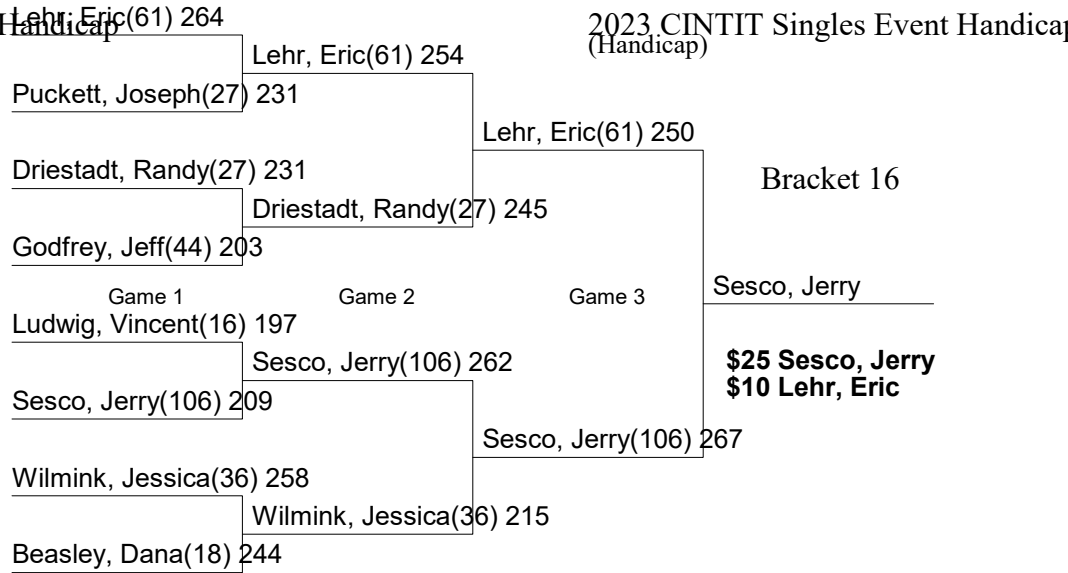 Handicap
2023 CINTIT Singles Event Handicap
(Handicap)
Bracket 16
Lehr, Eric(61) 264
Lehr, Eric(61) 254
Puckett, Joseph(27) 231
Lehr, Eric(61) 250
Driestadt, Randy(27) 231
Driestadt, Randy(27) 245
Godfrey, Jeff(44) 203
Game 1
Game 2
Game 3
Sesco, Jerry
Ludwig, Vincent(16) 197
Sesco, Jerry(106) 262
$25 Sesco, Jerry
$10 Lehr, Eric
Sesco, Jerry(106) 209
Sesco, Jerry(106) 267
Wilmink, Jessica(36) 258
Wilmink, Jessica(36) 215
Beasley, Dana(18) 244